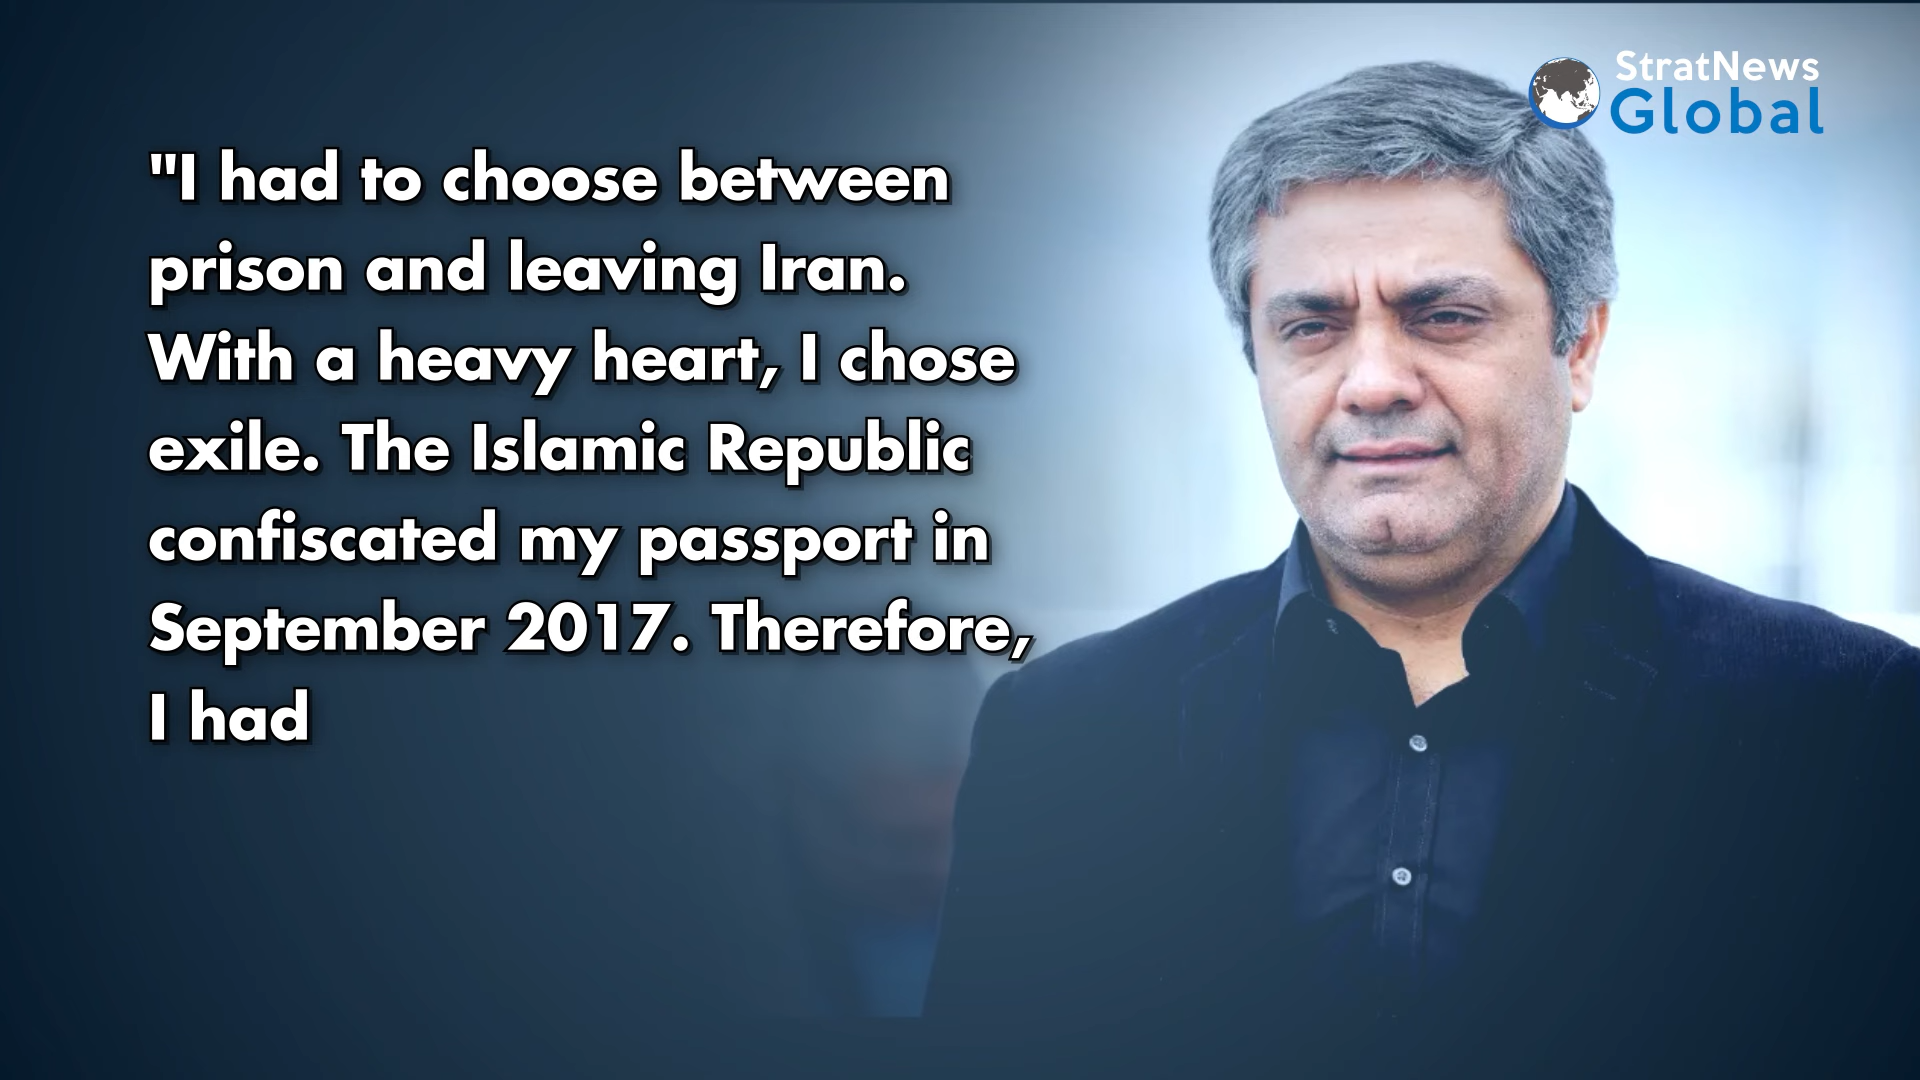 StratNews
Global
"I had to choose between
prison and leaving Iran.
With a heavy heart, I chose
exile. The Islamic Republic
confiscated my passport in
September 2017. Therefore,
I had